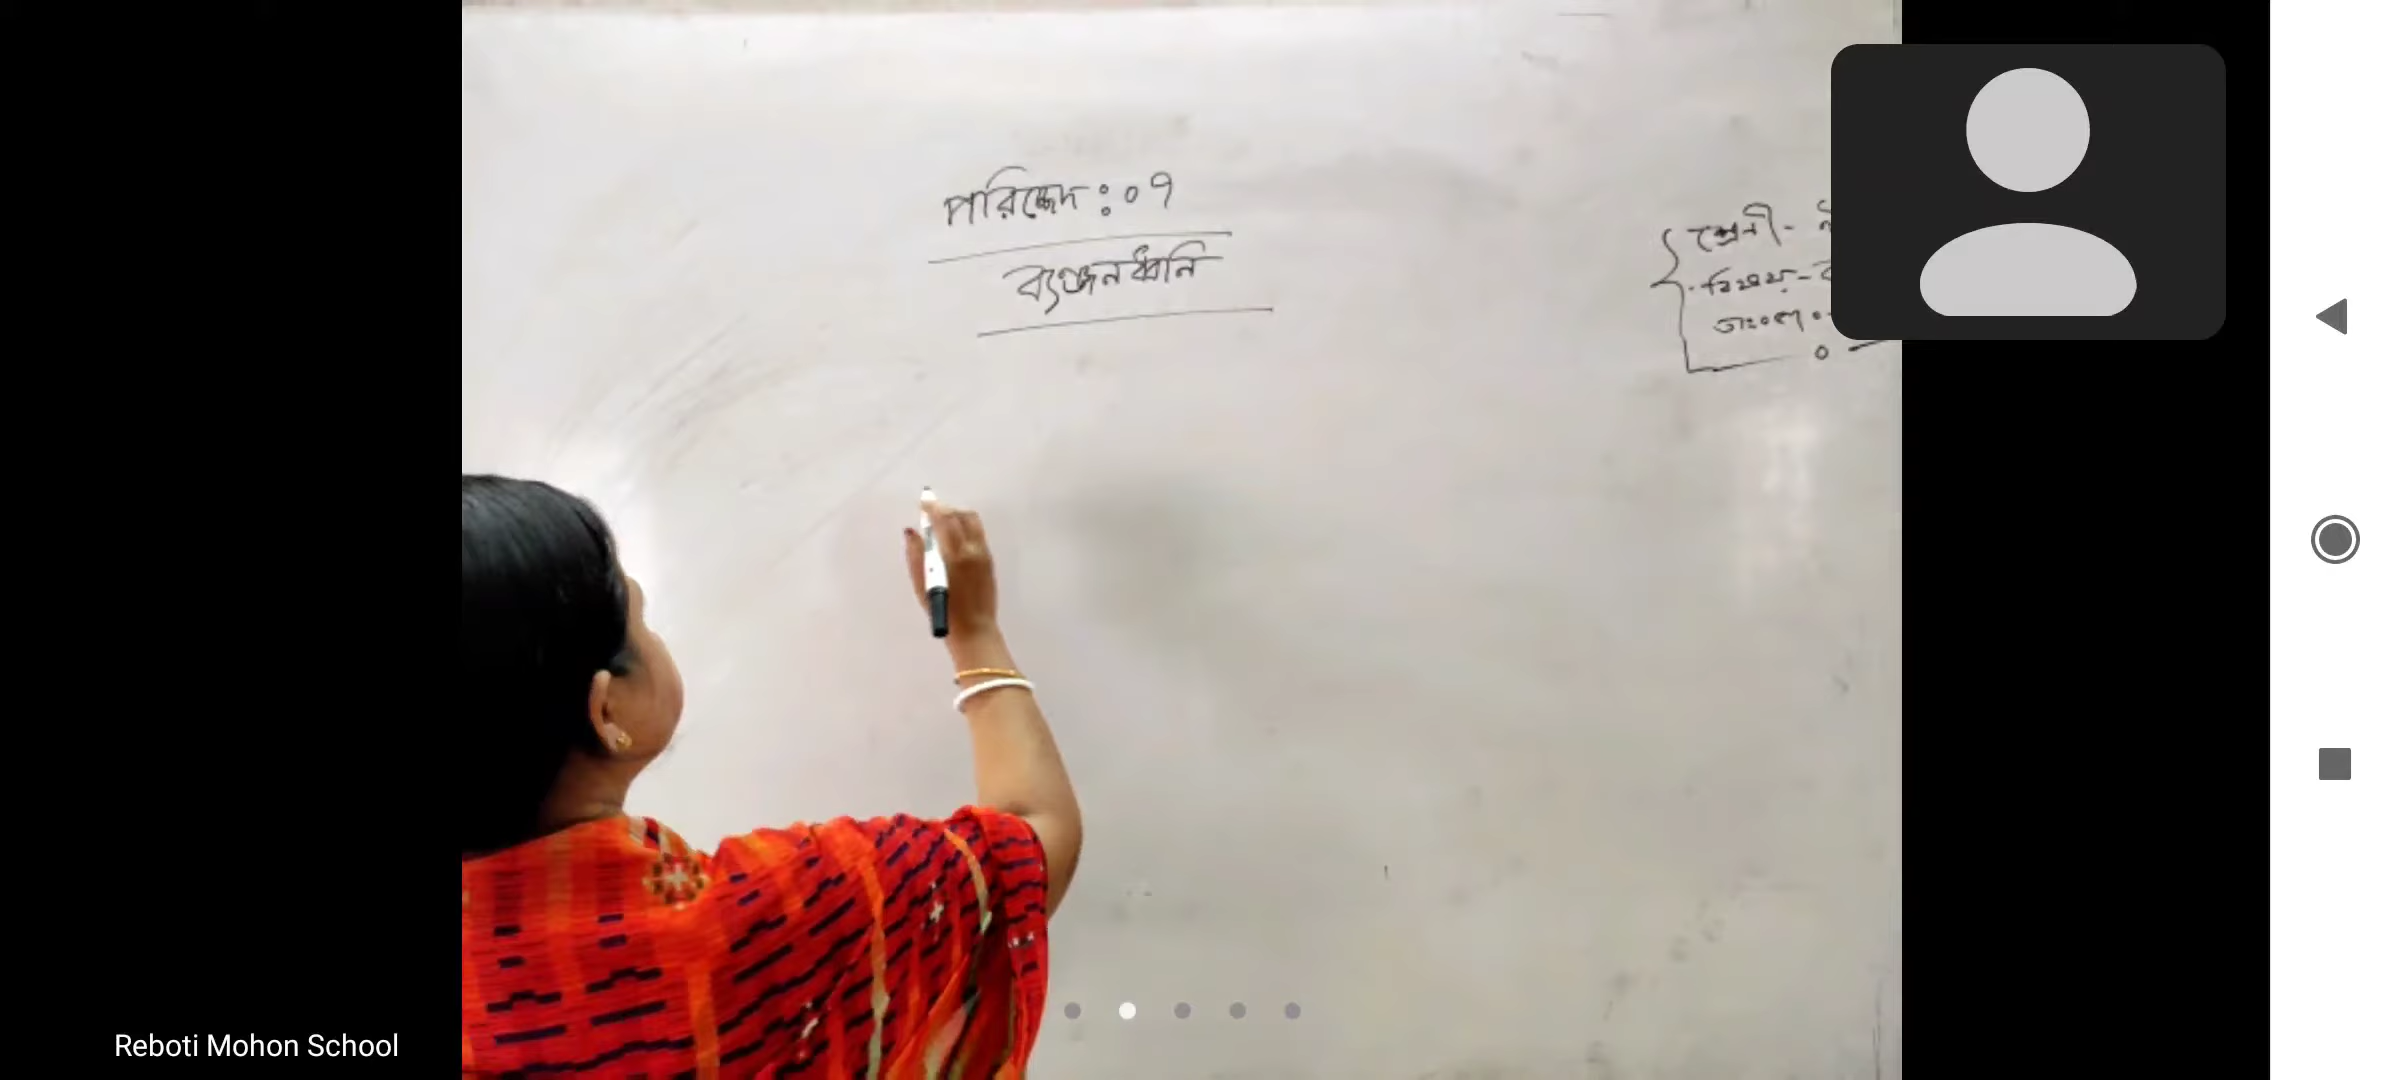 পরিচ্ছেদ : ০৭
ব্যঞ্জনধ্বনি
শ্রেনী -
বিষয় -
Reboti Mohon School